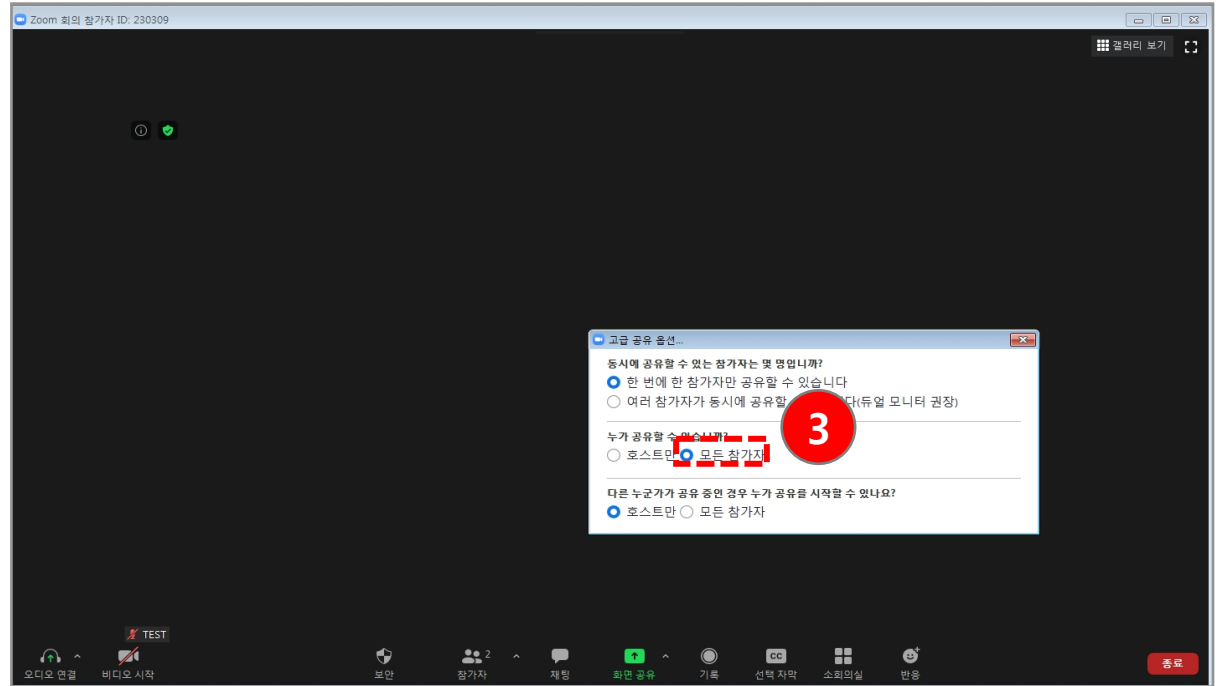 Zoom 회의 참가자 ID: 230309
갤러리 보기
고급 공유 옵션...
동시에 공유할 수 있는 참가자는 몇 명입니까?
한 번에 한 참가자만 공유할 수 있습니다
여러 참가자가 동시에 공유할 (듀얼 모니터 권장)
3
누가 공유할 수 있습니까?
호스트만 모든 참가자
다른 누군가가 공유 중인 경우 누가 공유를 시작할 수 있나요?
호스트만 모든 참가자
TEST
오디오 연결 비디오 시작 보안 참가자 2 채팅 화면 공유 기록 CC 선택 자막 소회의실 반응 종료